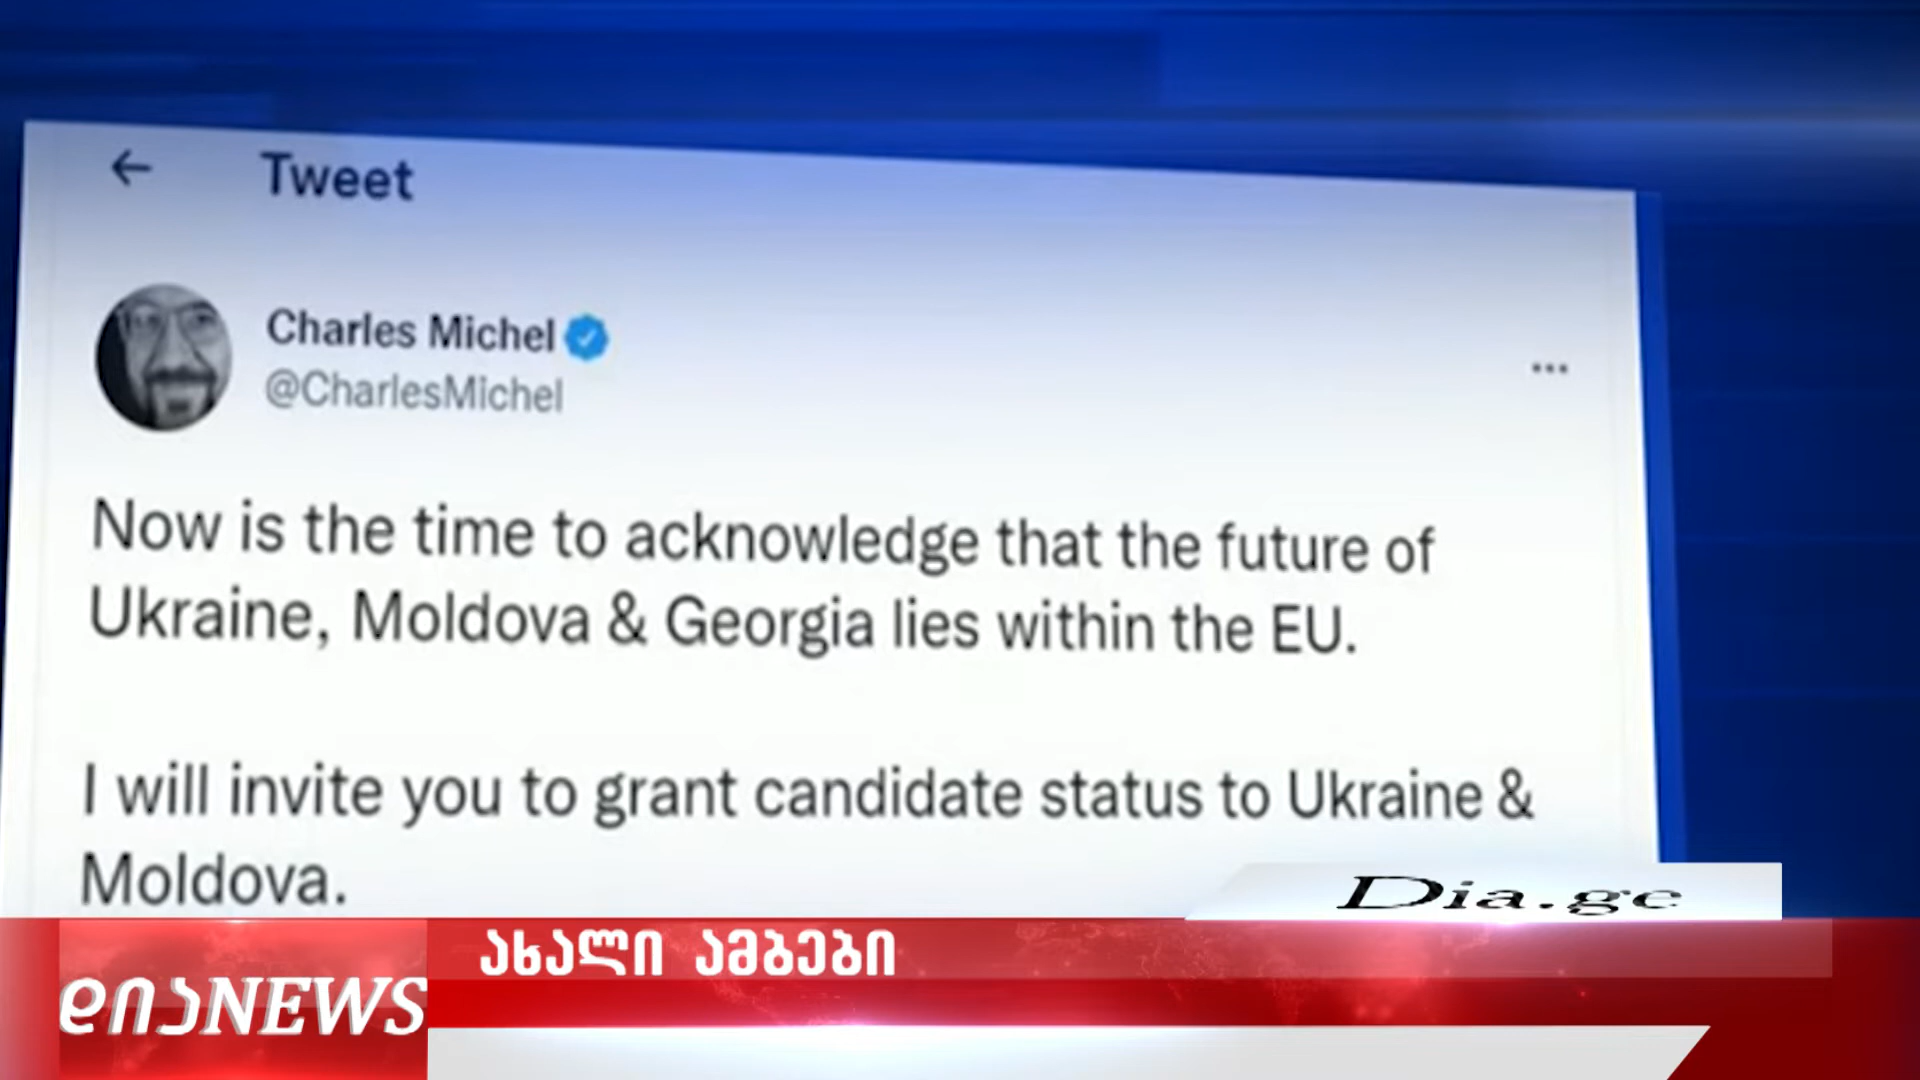 Tweet
Charles Michel
@CharlesMichel
Now is the time to acknowledge that the future of
Ukraine, Moldova & Georgia lies within the EU.
I will invite you to grant candidate status to Ukraine &
Moldova.
Dia.ge
ახალი ამბები
დიაNEWS